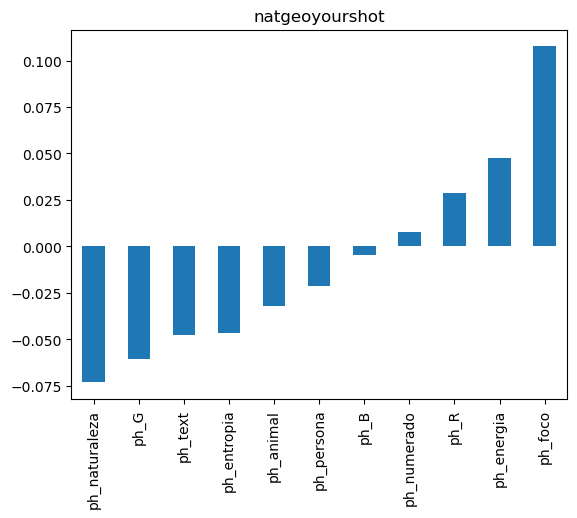 natgeoyourshot
0.100
0.075
0.050
0.025
0.000
−0.025
−0.050
−0.075
ph_naturaleza
ph_G
ph_text
ph_entropia
ph_animal
ph_persona
ph_B
ph_numerado
ph_R
ph_energia
ph_foco